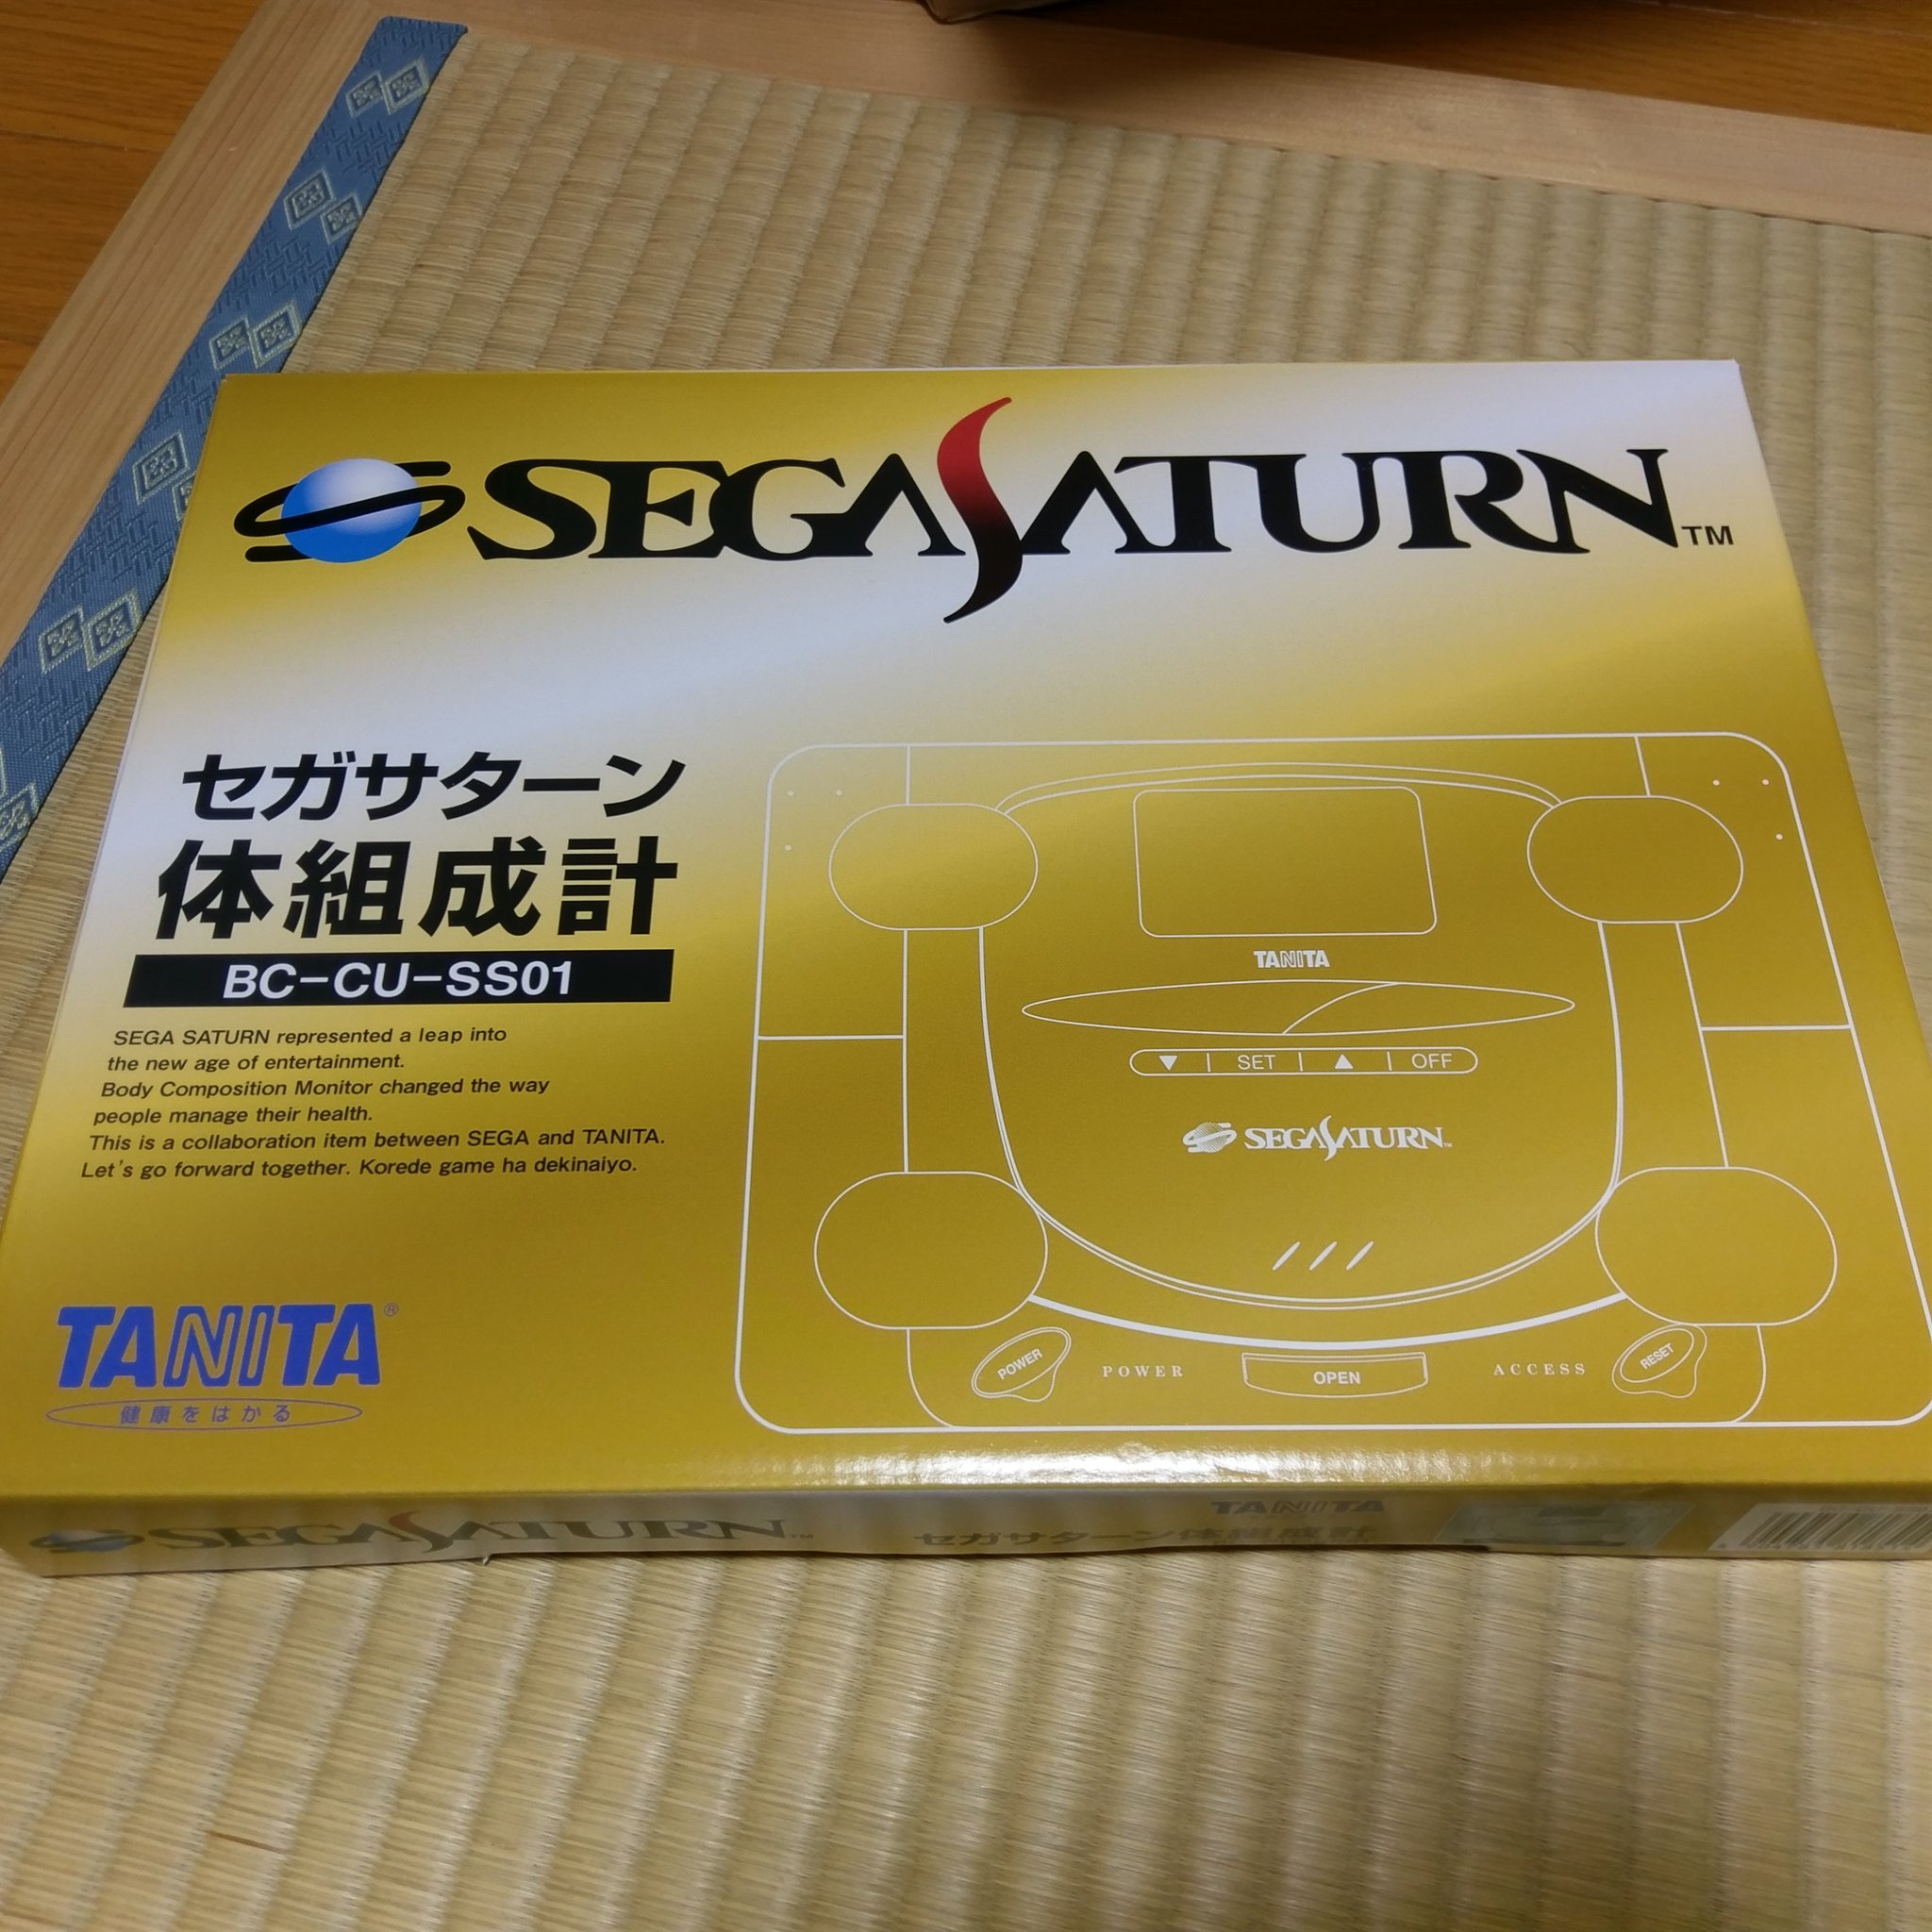 SEGA SATURN TM
セガサターン
体組成計
BC-CU-SS01
SEGA SATURN represented a leap into
the new age of entertainment.
Body Composition Monitor changed the way
people manage their health.
This is a collaboration item between SEGA and TANITA.
Let's go forward together. Korede game ha dekinaiyo.
TANITA®
健康をはかる
TANITA
▼ | SET | ▲ | OFF
SEGA SATURN
POWER POWER OPEN ACCESS RESET
SEGA SATURN TM
TANITA
セガサターン体組成計